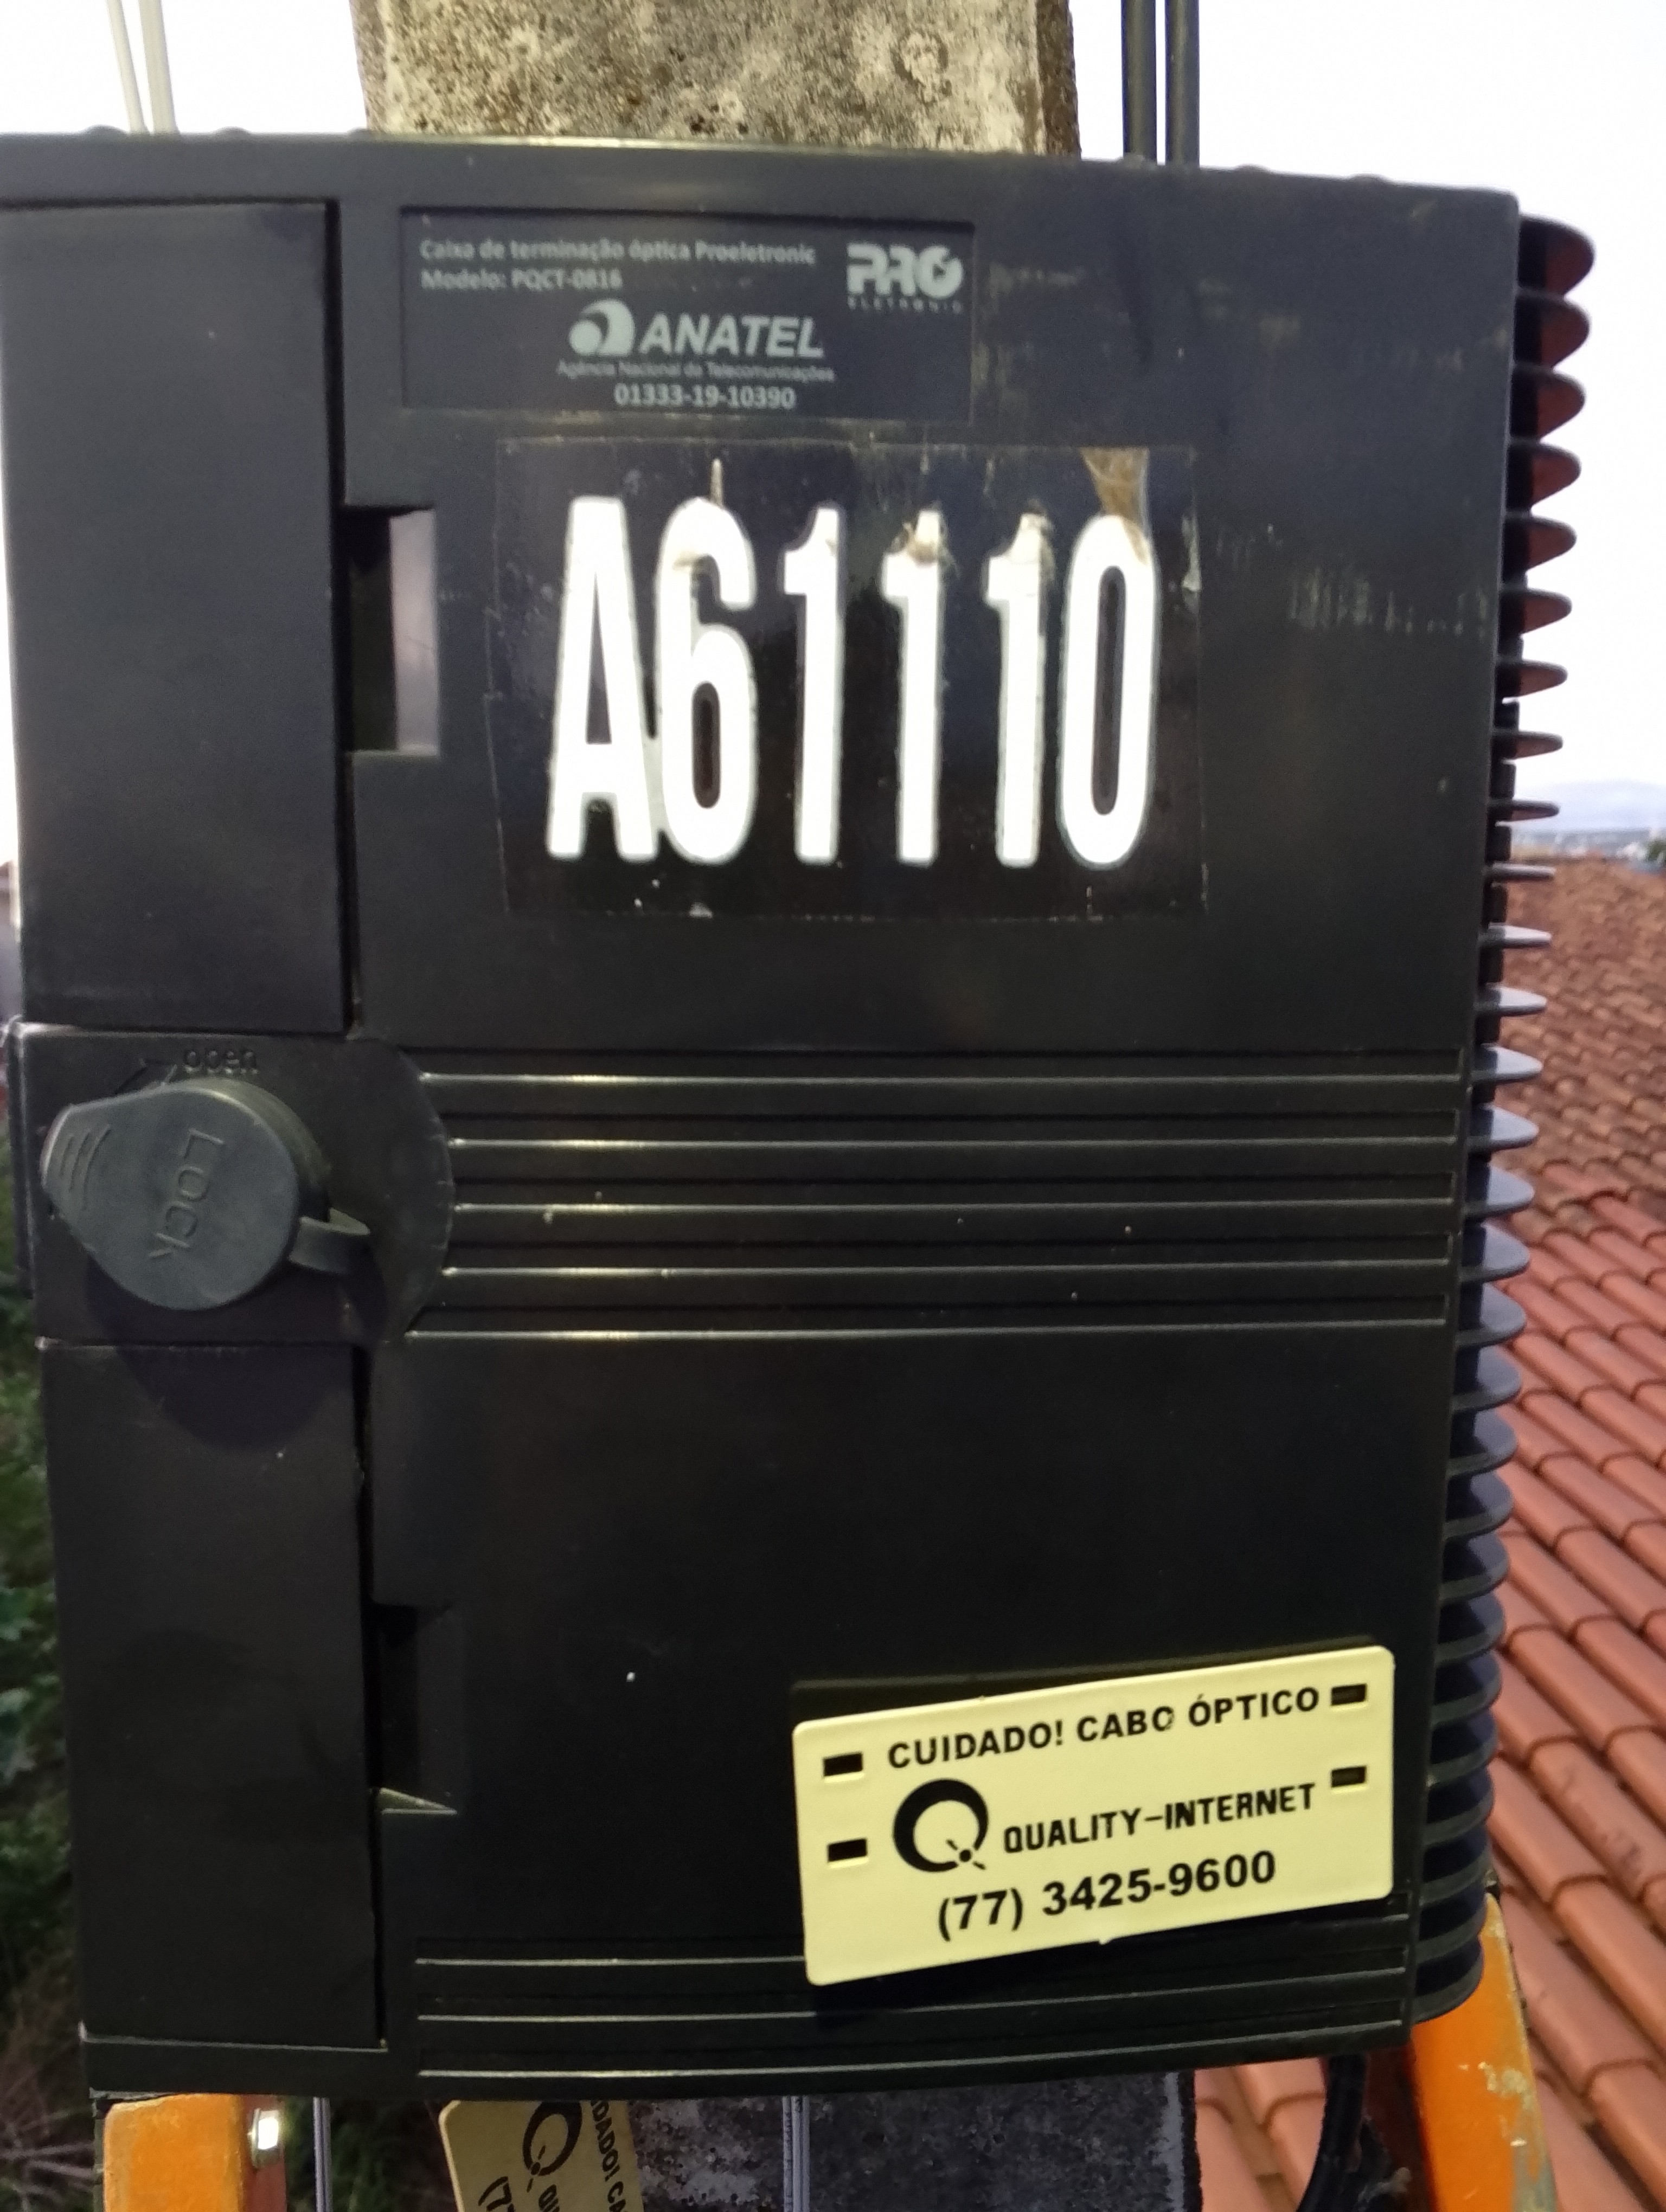 Caixa de terminação óptica Proeletronic
Modelo: PQCT-0816
PRO
ELETRONIC
ANATEL
Agência Nacional de Telecomunicações
01333-19-10390
A61110
open
LOCK
CUIDADO! CABO ÓPTICO
QUALITY-INTERNET
(77) 3425-9600